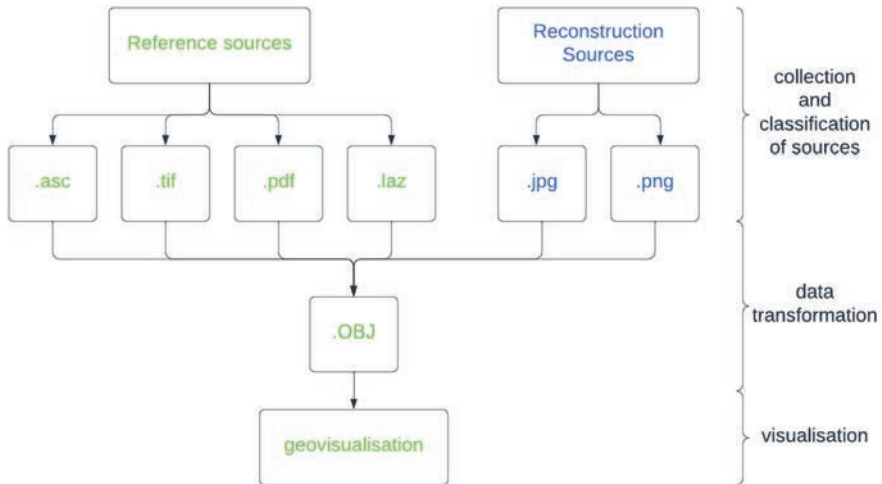 Reference sources
Reconstruction
Sources
collection
and
classification
of sources
.asc
.tif
.pdf
.laz
.jpg
.png
data
transformation
.OBJ
geovisualisation
visualisation